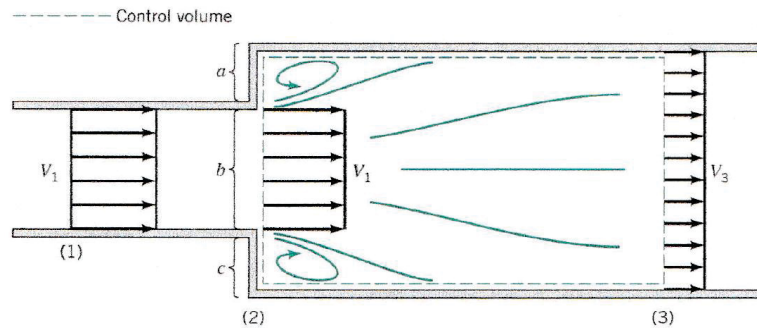 Control volume
a
b
c
V1
V1
V3
(1)
(2)
(3)